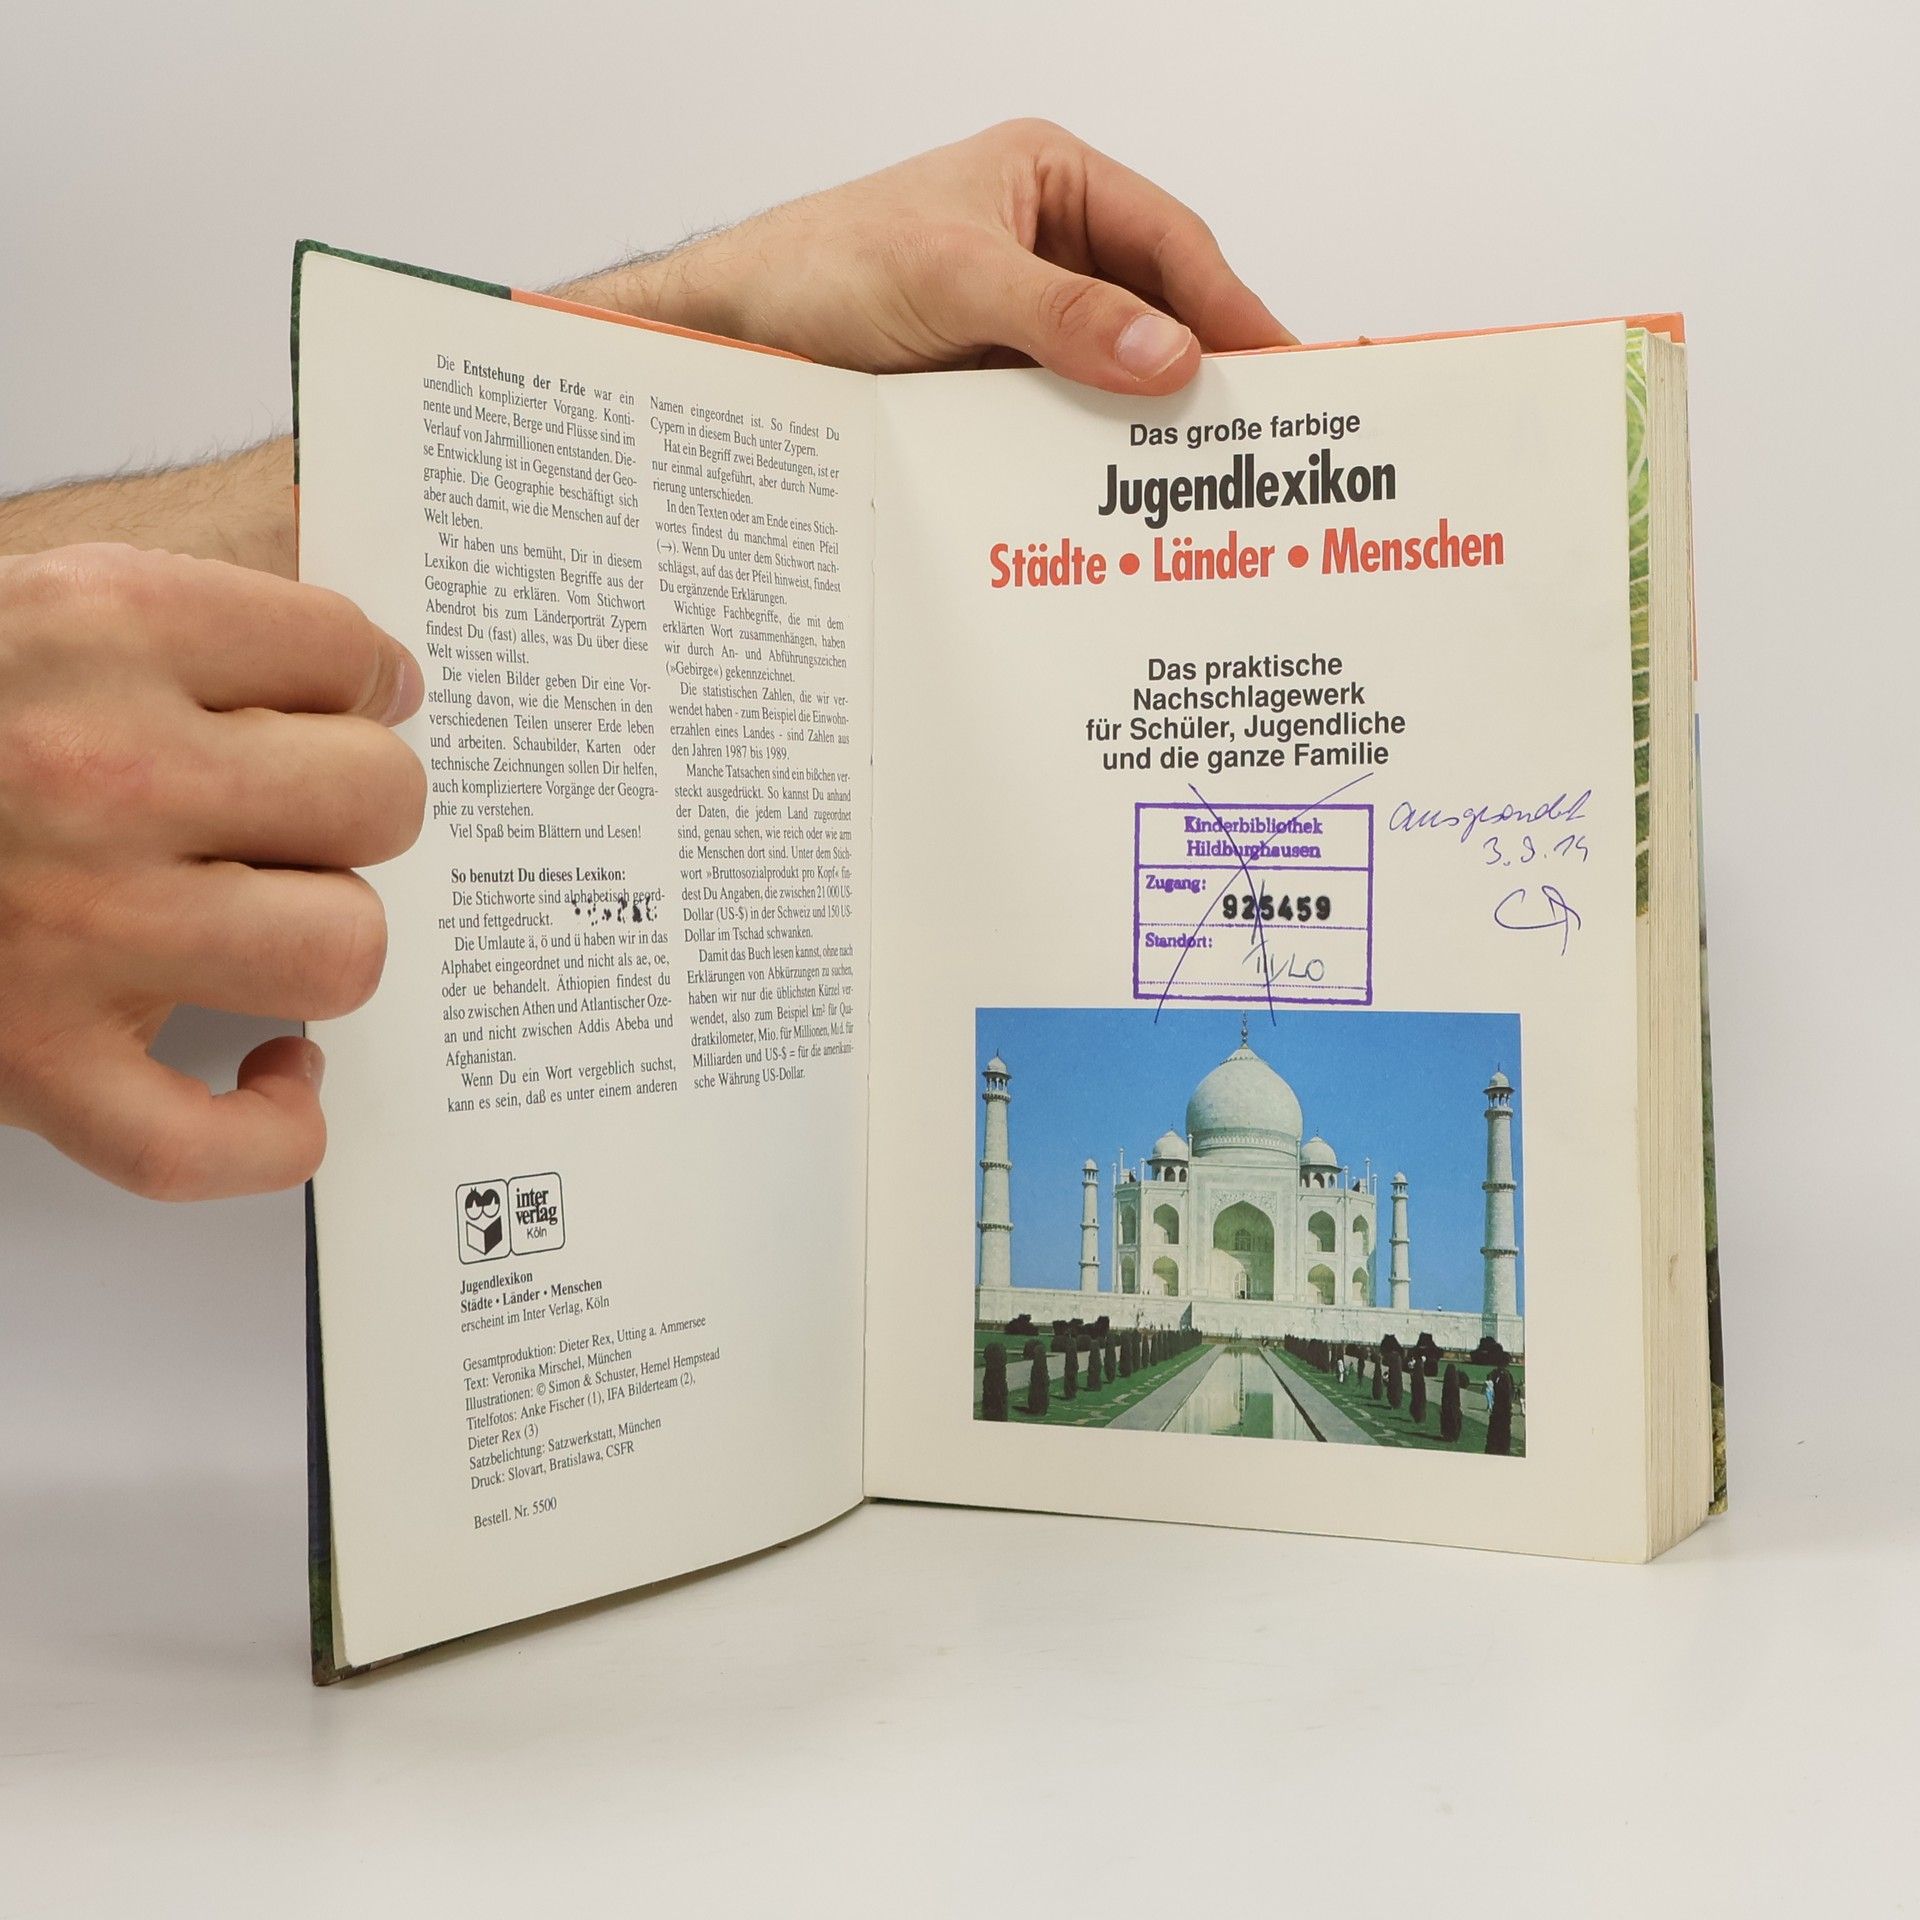 Die Entstehung der Erde war ein
unendlich komplizierter Vorgang. Konti-
nente und Meere, Berge und Flüsse sind im
Verlauf von Jahrmillionen entstanden. Die-
se Entwicklung ist in Gegenstand der Geo-
graphie. Die Geographie beschäftigt sich
aber auch damit, wie die Menschen auf der
Welt leben.
Wir haben uns bemüht, Dir in diesem
Lexikon die wichtigsten Begriffe aus der
Geographie zu erklären. Vom Stichwort
Abendrot bis zum Länderporträt Zypern
findest Du (fast) alles, was Du über diese
Welt wissen willst.
Die vielen Bilder geben Dir eine Vor-
stellung davon, wie die Menschen in den
verschiedenen Teilen unserer Erde leben
und arbeiten. Schaubilder, Karten oder
technische Zeichnungen sollen Dir helfen,
auch kompliziertere Vorgänge der Geogra-
phie zu verstehen.
Viel Spaß beim Blättern und Lesen!
So benutzt Du dieses Lexikon:
Die Stichworte sind alphabetisch geord-
net und fettgedruckt.
Die Umlaute ä, ö und ü haben wir in das
Alphabet eingeordnet und nicht als ae, oe,
oder ue behandelt. Äthiopien findest du
also zwischen Athen und Atlantischer Oze-
an und nicht zwischen Addis Abeba und
Afghanistan.
Wenn Du ein Wort vergeblich suchst,
kann es sein, daß es unter einem anderen
Namen eingeordnet ist. So findest Du
Cypern in diesem Buch unter Zypern.
Hat ein Begriff zwei Bedeutungen, ist er
nur einmal aufgeführt, aber durch Nume-
rierung unterschieden.
In den Texten oder am Ende eines Stich-
wortes findest du manchmal einen Pfeil
(→). Wenn Du unter dem Stichwort nach-
schlägst, auf das der Pfeil hinweist, findest
Du ergänzende Erklärungen.
Wichtige Fachbegriffe, die mit dem
erklärten Wort zusammenhängen, haben
wir durch An- und Abführungszeichen
(»Gebirge«) gekennzeichnet.
Die statistischen Zahlen, die wir ver-
wendet haben - zum Beispiel die Einwohn-
erzahlen eines Landes - sind Zahlen aus
den Jahren 1987 bis 1989.
Manche Tatsachen sind ein bißchen ver-
steckt ausgedrückt. So kannst Du anhand
der Daten, die jedem Land zugeordnet
sind, genau sehen, wie reich oder wie arm
die Menschen dort sind. Unter dem Stich-
wort »Bruttosozialprodukt pro Kopf« fin-
dest Du Angaben, die zwischen 21 000 US-
Dollar (US-$) in der Schweiz und 150 US-
Dollar im Tschad schwanken.
Damit das Buch lesen kannst, ohne nach
Erklärungen von Abkürzungen zu suchen,
haben wir nur die üblichsten Kürzel ver-
wendet, also zum Beispiel km² für Qua-
dratkilometer, Mio. für Millionen, Mrd. für
Milliarden und US-$ = für die amerikani-
sche Währung US-Dollar.
inter
verlag
Köln
Jugendlexikon
Städte • Länder • Menschen
erscheint im Inter Verlag, Köln
Gesamtproduktion: Dieter Rex, Utting a. Ammersee
Text: Veronika Mirschel, München
Illustrationen: © Simon & Schuster, Hemel Hempstead
Titelfotos: Anke Fischer (1), IFA Bilderteam (2),
Dieter Rex (3)
Satzbelichtung: Satzwerkstatt, München
Druck: Slovart, Bratislawa, CSFR
Bestell. Nr. 5500
Das große farbige
Jugendlexikon
Städte • Länder • Menschen
Das praktische
Nachschlagewerk
für Schüler, Jugendliche
und die ganze Familie
Kinderbibliothek
Hildburghausen
Zugang:
925459
Standort:
ausgesondert